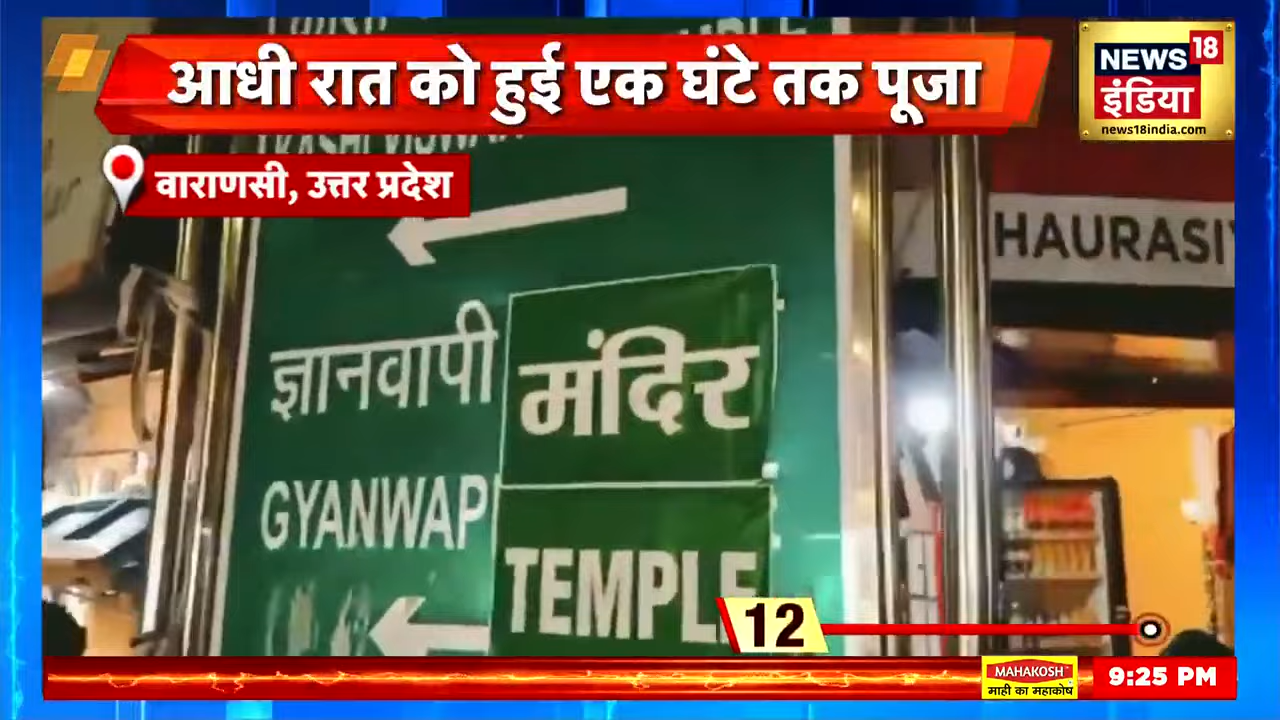 आधी रात को हुई एक घंटे तक पूजा
NEWS 18
इंडिया
news18india.com
वाराणसी, उत्तर प्रदेश
HAURASIY
ज्ञानवापी मंदिर
GYANWAP TEMPLE
12
MAHAKOSH
माही का महाकोष
9:25 PM